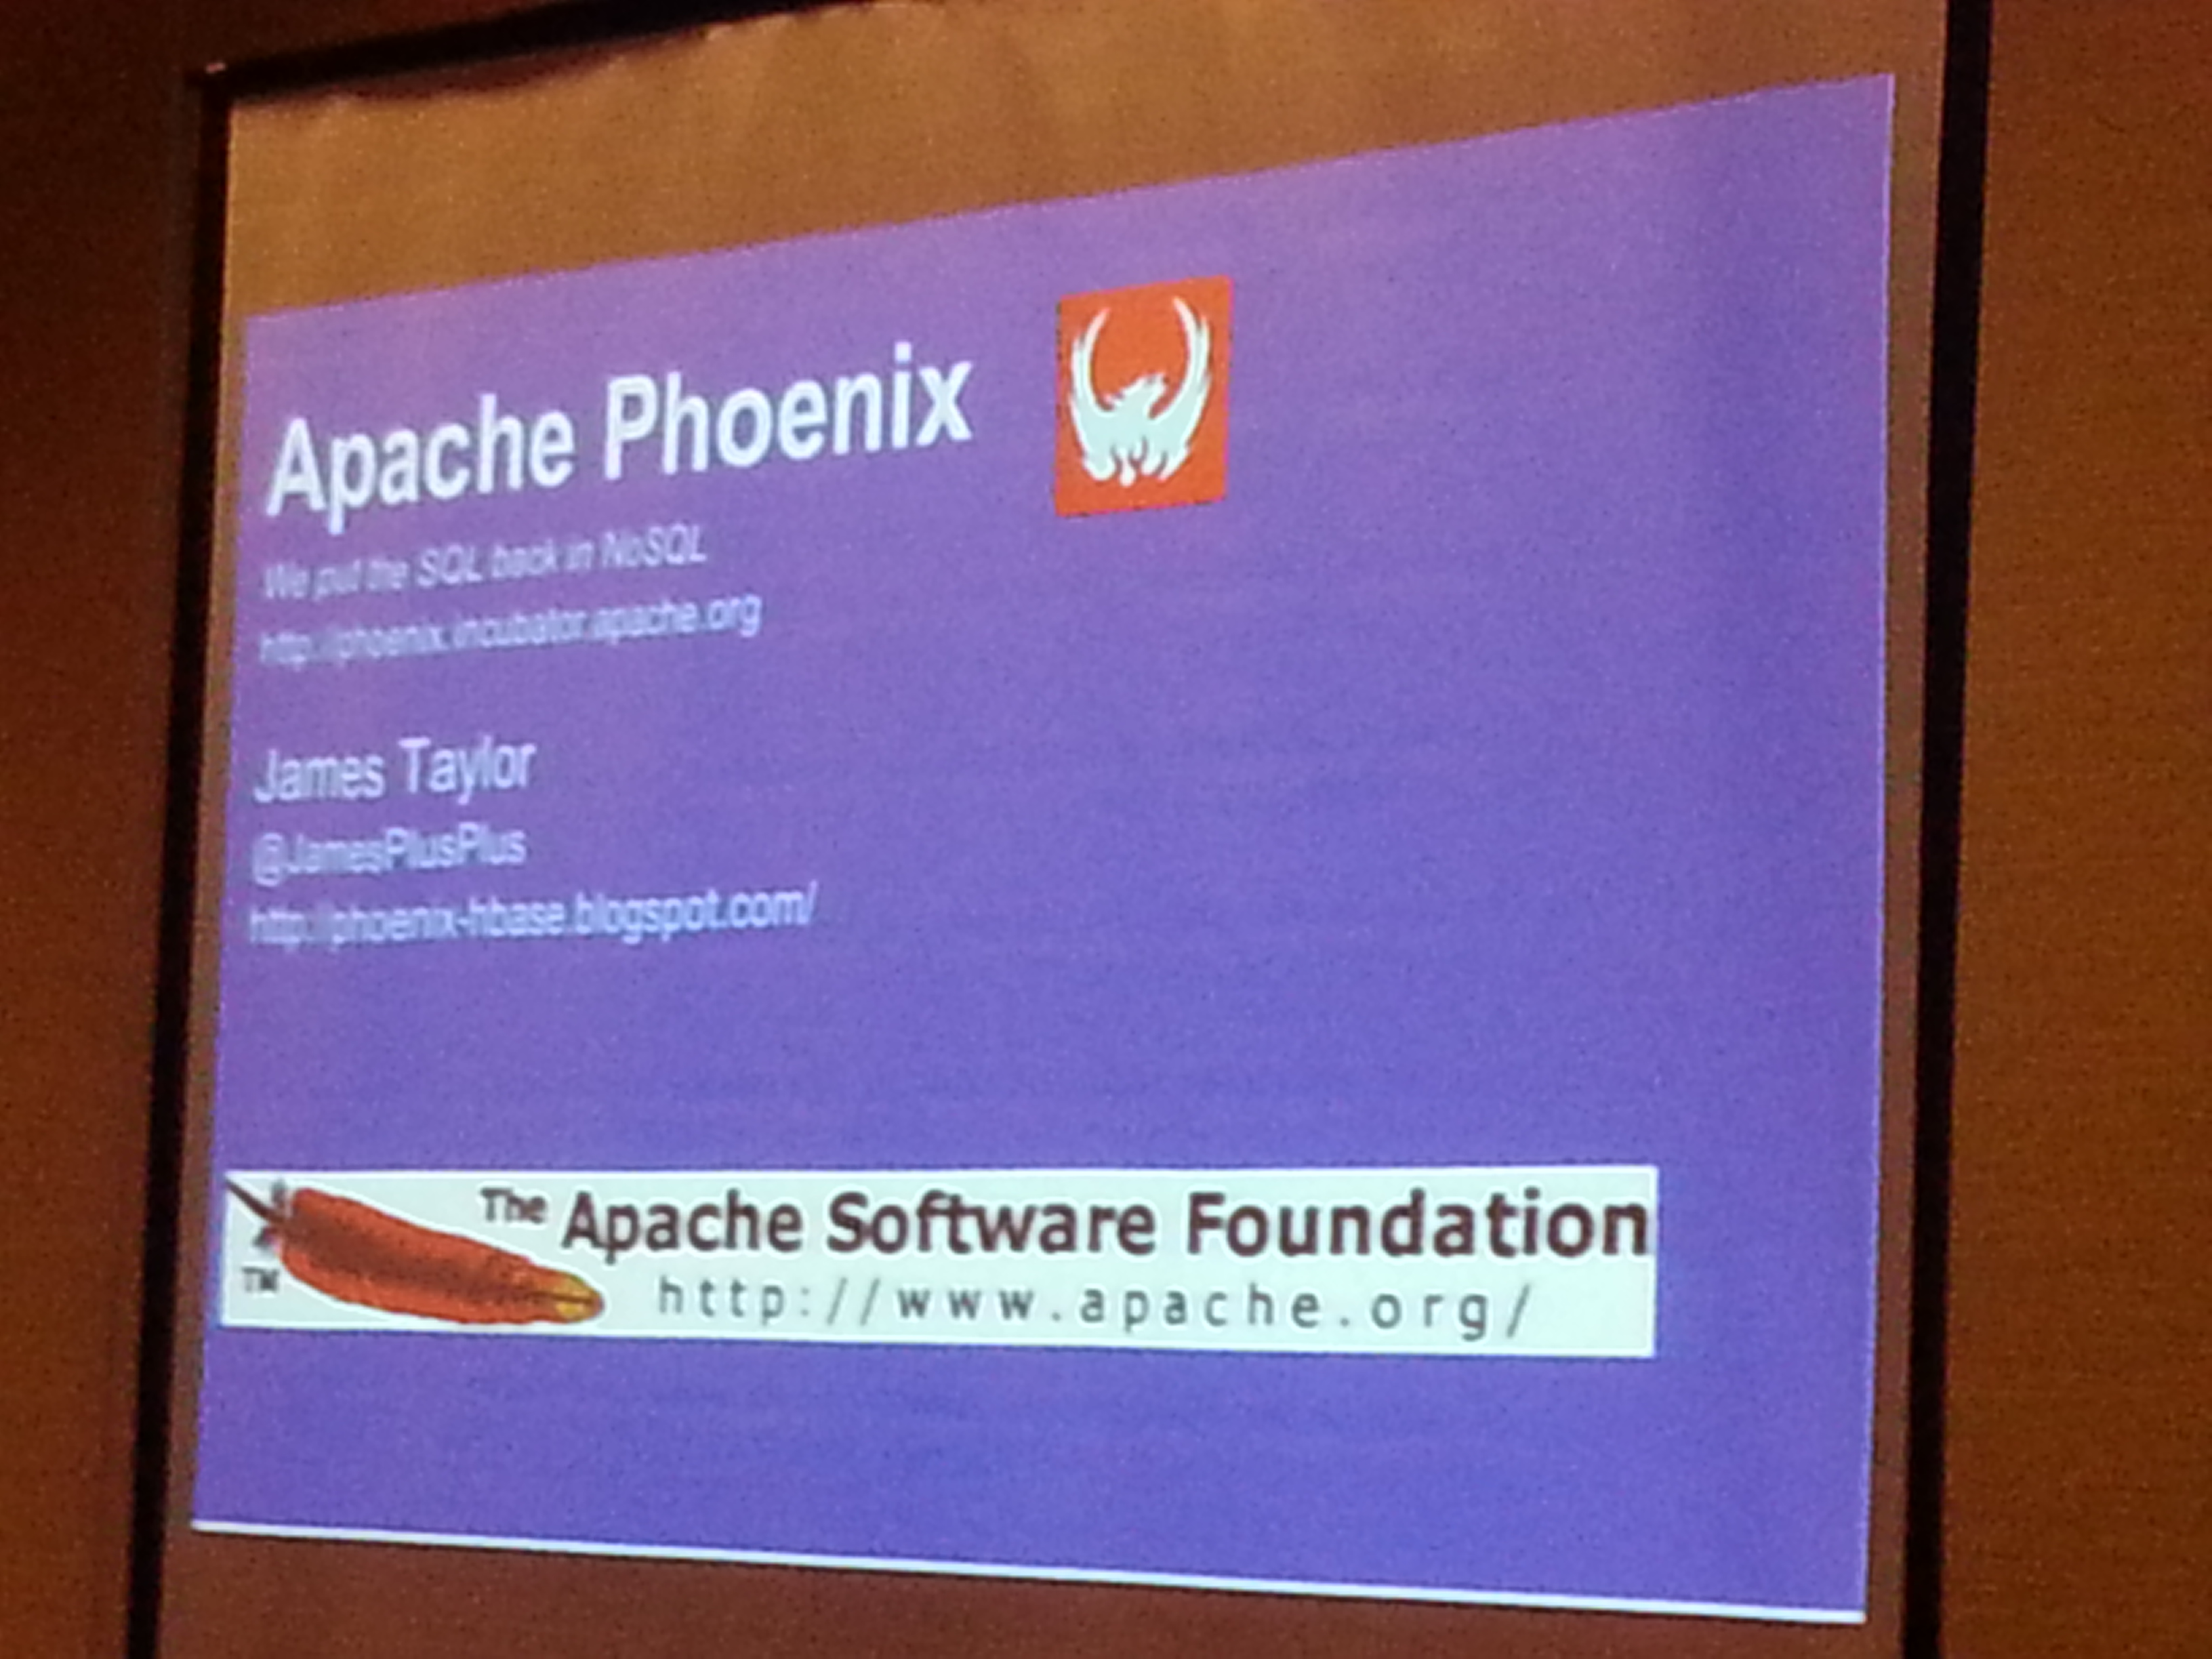 Apache Phoenix
We put the SQL back in NoSQL
http://phoenix.incubator.apache.org
James Taylor
@JamesPlusPlus
http://phoenix-hbase.blogspot.com/
The Apache Software Foundation
TM
http://www.apache.org/